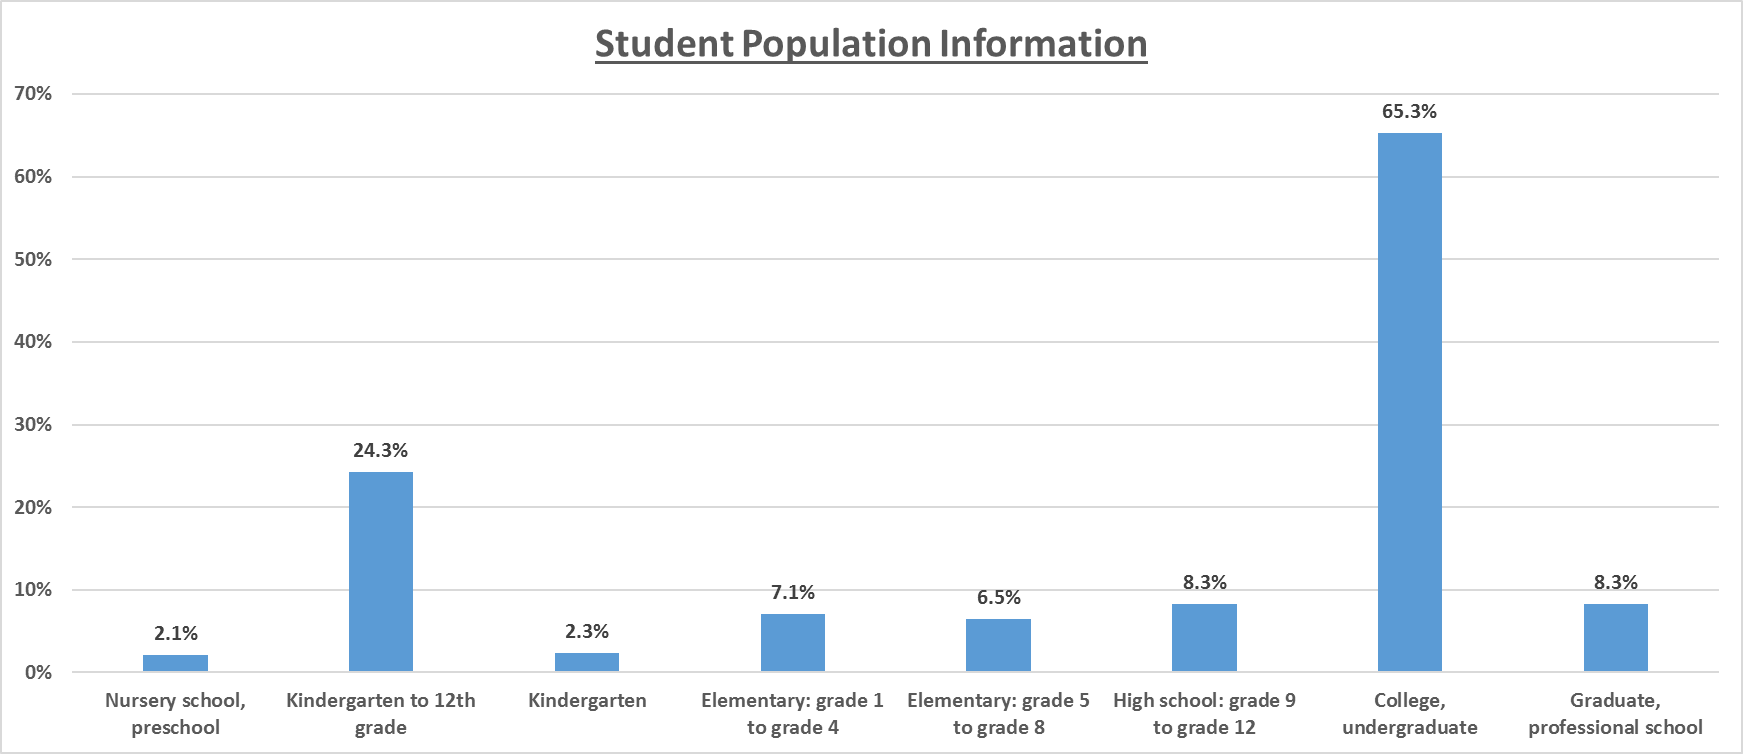 Student Population Information
70%
60%
50%
40%
30%
20%
10%
0%
2.1%
24.3%
2.3%
7.1%
6.5%
8.3%
65.3%
8.3%
Nursery school,
preschool
Kindergarten to 12th
grade
Kindergarten
Elementary: grade 1
to grade 4
Elementary: grade 5
to grade 8
High school: grade 9
to grade 12
College,
undergraduate
Graduate,
professional school